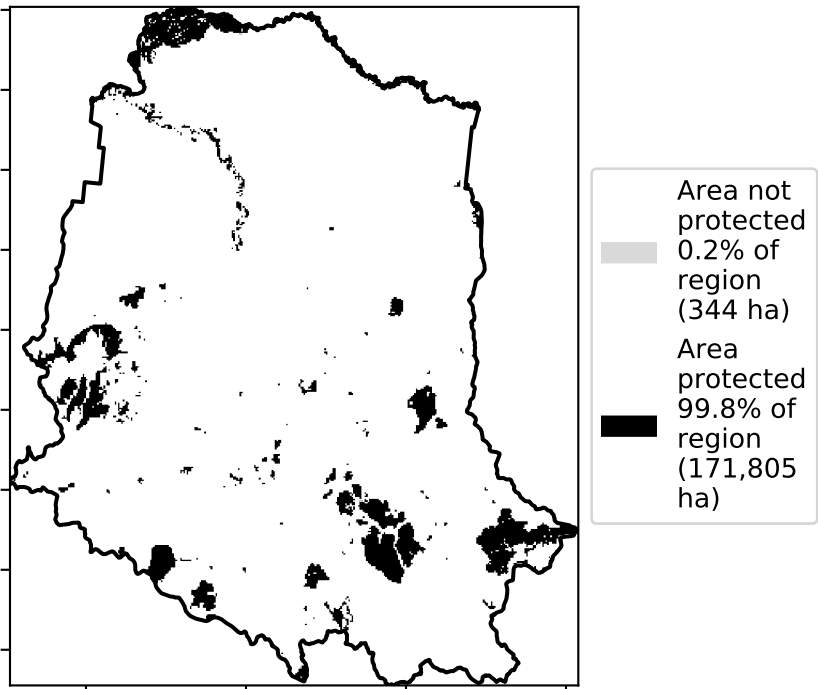 Area not
protected
0.2% of
region
(344 ha)
Area
protected
99.8% of
region
(171,805
ha)